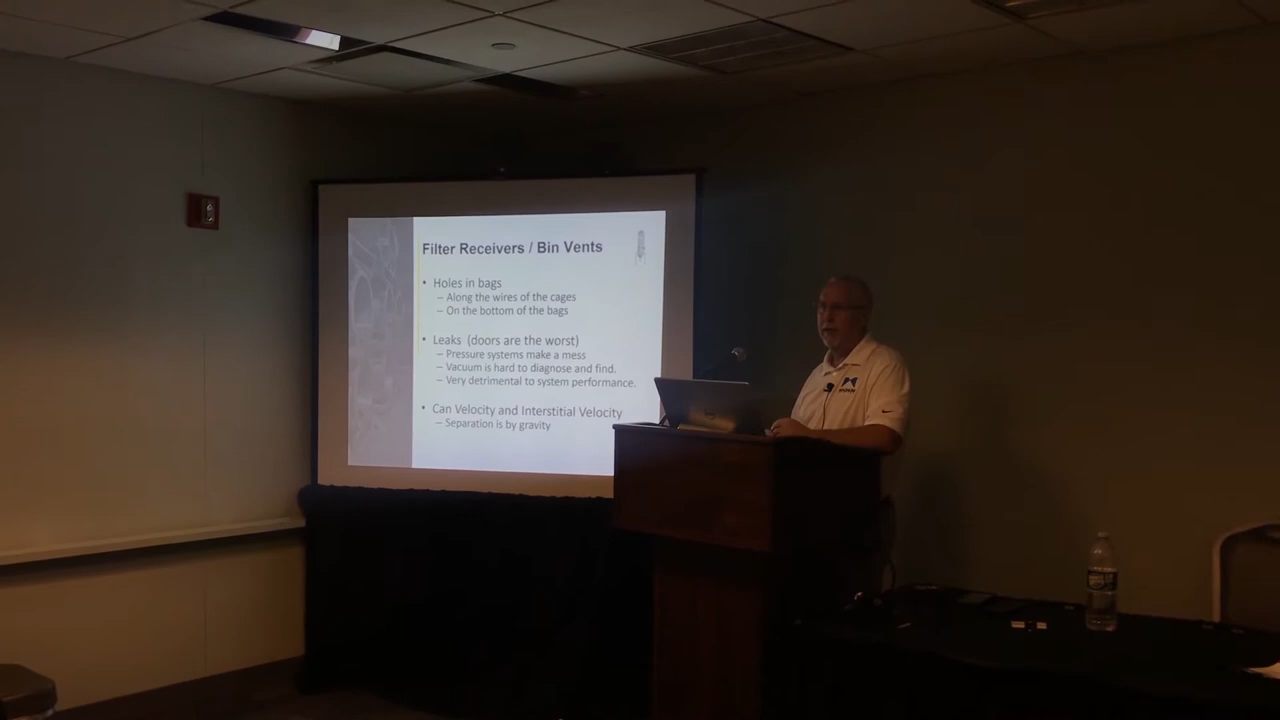 Filter Receivers / Bin Vents
• Holes in bags
– Along the wires of the cages
– On the bottom of the bags
• Leaks (doors are the worst)
– Pressure systems make a mess
– Vacuum is hard to diagnose and find.
– Very detrimental to system performance.
• Can Velocity and Interstitial Velocity
– Separation is by gravity